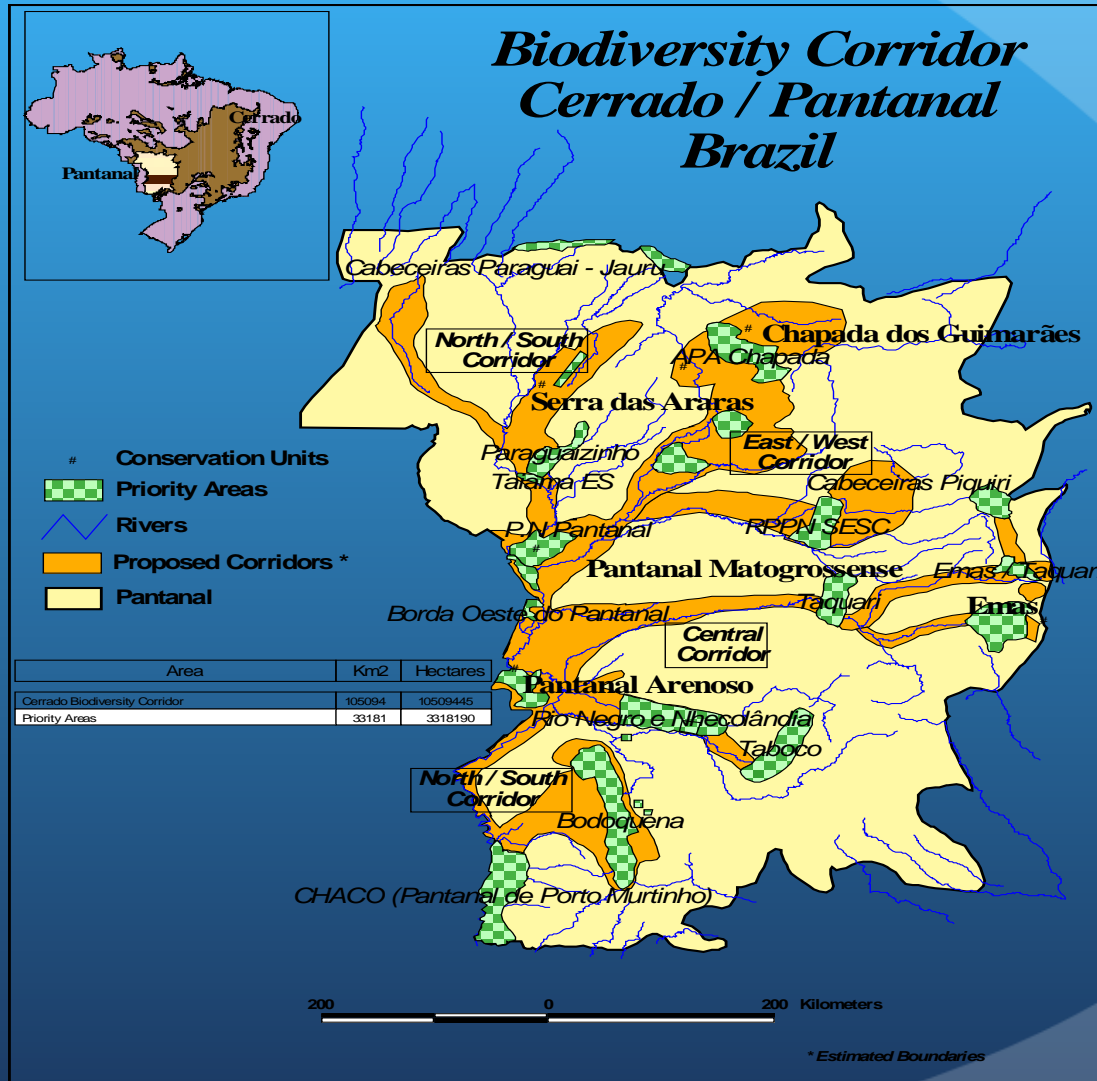 Biodiversity Corridor
Cerrado / Pantanal
Brazil
Cerrado
Pantanal
Cabeceiras Paraguai - Jauru
North / South
Corridor
# Chapada dos Guimarães
APA Chapada
#
#
Serra das Araras
East / West
Corridor
Paraguaizinho
Taiamã ES
Cabeceiras Piquiri
P.N Pantanal
#
RPPN SESC
# Conservation Units
Priority Areas
Rivers
Proposed Corridors *
Pantanal
Pantanal Matogrossense
Emas / Taquari
Taquari
Emas
#
Borda Oeste do Pantanal
Central
Corridor
#
Pantanal Arenoso
Area Km2 Hectares
Cerrado Biodiversity Corridor 105094 10509445
Priority Areas 33181 3318190
Rio Negro e Nhecolândia
Taboco
North / South
Corridor
Bodoquena
CHACO (Pantanal de Porto Murtinho)
200 0 200 Kilometers
* Estimated Boundaries